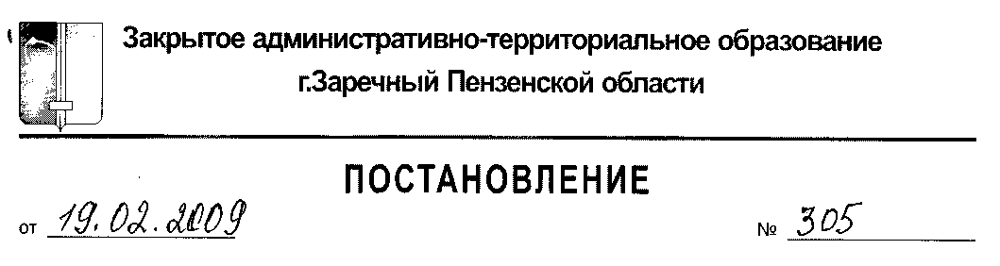 Закрытое административно-территориальное образование
г.Заречный Пензенской области
ПОСТАНОВЛЕНИЕ
от 19.02.2009 № 305